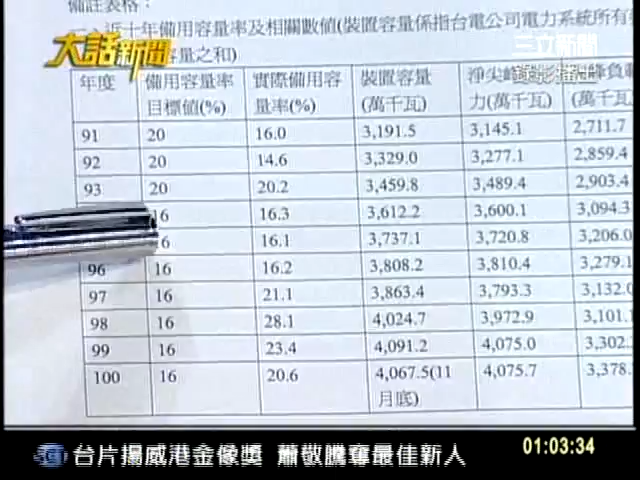 備註表格：
近十年備用容量率及相關數值(裝置容量係指台電公司電力系統所有
容量之和)
大話新聞
三立新聞
年度 備用容量率目標值(%) 實際備用容量率(%) 裝置容量(萬千瓦) 淨尖峰 力(萬千瓦) 峰負 (萬千瓦
91 20 16.0 3,191.5 3,145.1 2,711.7
92 20 14.6 3,329.0 3,277.1 2,859.4
93 20 20.2 3,459.8 3,489.4 2,903.4
16 16.3 3,612.2 3,600.1 3,094.3
6 16.1 3,737.1 3,720.8 3,206.0
96 16 16.2 3,808.2 3,810.4 3,279.1
97 16 21.1 3,863.4 3,793.3 3,132.0
98 16 28.1 4,024.7 3,972.9 3,101.
99 16 23.4 4,091.2 4,075.0 3,302.
100 16 20.6 4,067.5(11月底) 4,075.7 3,378.
台片揚威港金像獎 蕭敬騰奪最佳新人
01:03:34